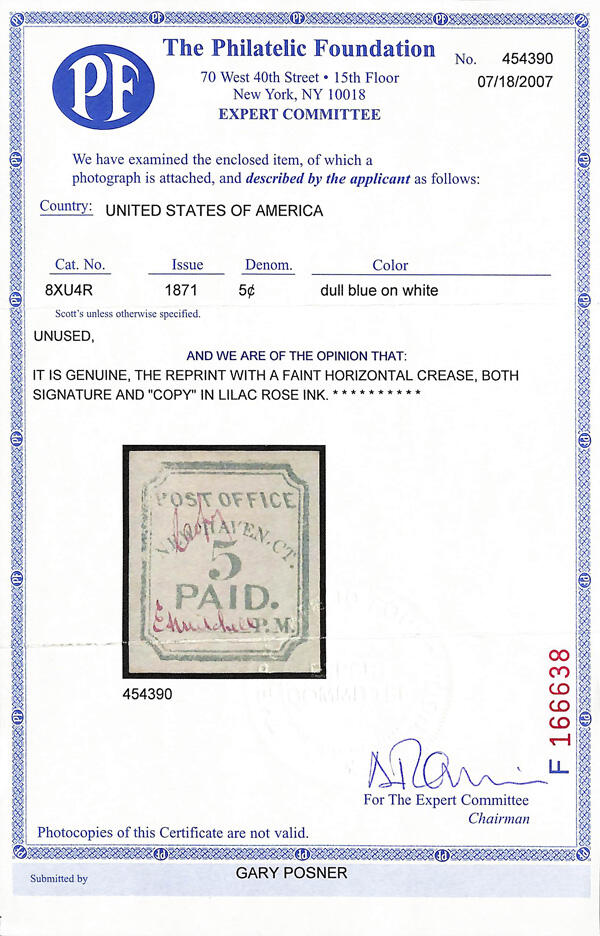 PF
The Philatelic Foundation
70 West 40th Street • 15th Floor
New York, NY 10018
EXPERT COMMITTEE
No. 454390
07/18/2007
We have examined the enclosed item, of which a
photograph is attached, and described by the applicant as follows:
Country: UNITED STATES OF AMERICA
Cat. No. Issue Denom. Color
8XU4R 1871 5¢ dull blue on white
Scott's unless otherwise specified.
UNUSED,
AND WE ARE OF THE OPINION THAT:
IT IS GENUINE, THE REPRINT WITH A FAINT HORIZONTAL CREASE, BOTH
SIGNATURE AND "COPY" IN LILAC ROSE INK. * * * * * * * * * *
POST OFFICE
NEW HAVEN, CT.
Copy
5
PAID.
E A Mitchell P. M.
454390
F 166638
For The Expert Committee
Chairman
Photocopies of this Certificate are not valid.
Submitted by GARY POSNER